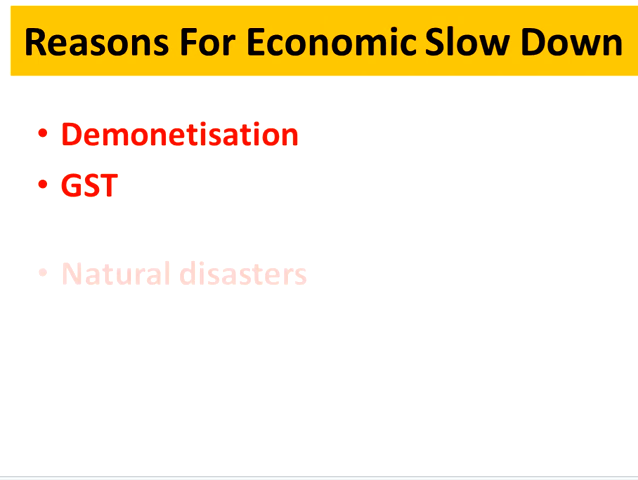 Reasons For Economic Slow Down
• Demonetisation
• GST
• Natural disasters